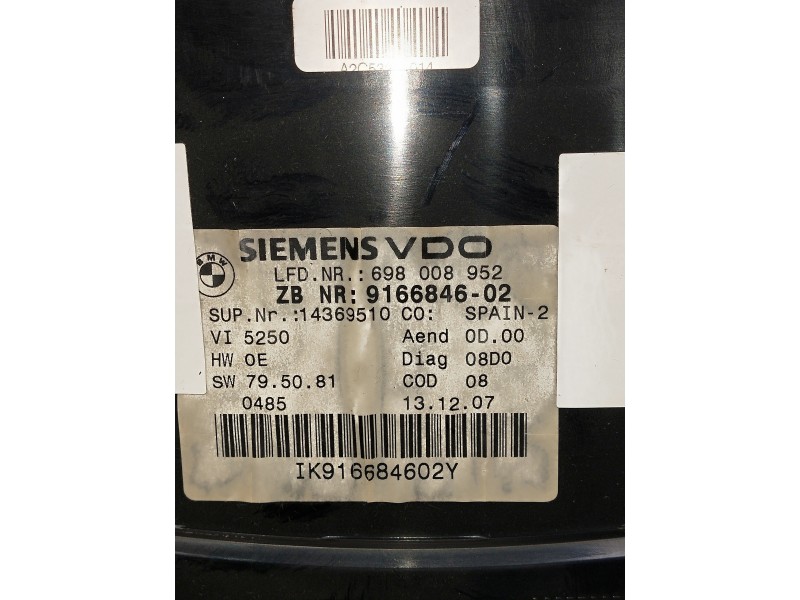 SIEMENS VDO
BMW
LFD.NR.: 698 008 952
ZB NR: 9166846-02
SUP.Nr.:14369510 CO: SPAIN-2
VI 5250 Aend 0D.00
HW 0E Diag 08D0
SW 79.50.81 COD 08
0485 13.12.07
IK916684602Y